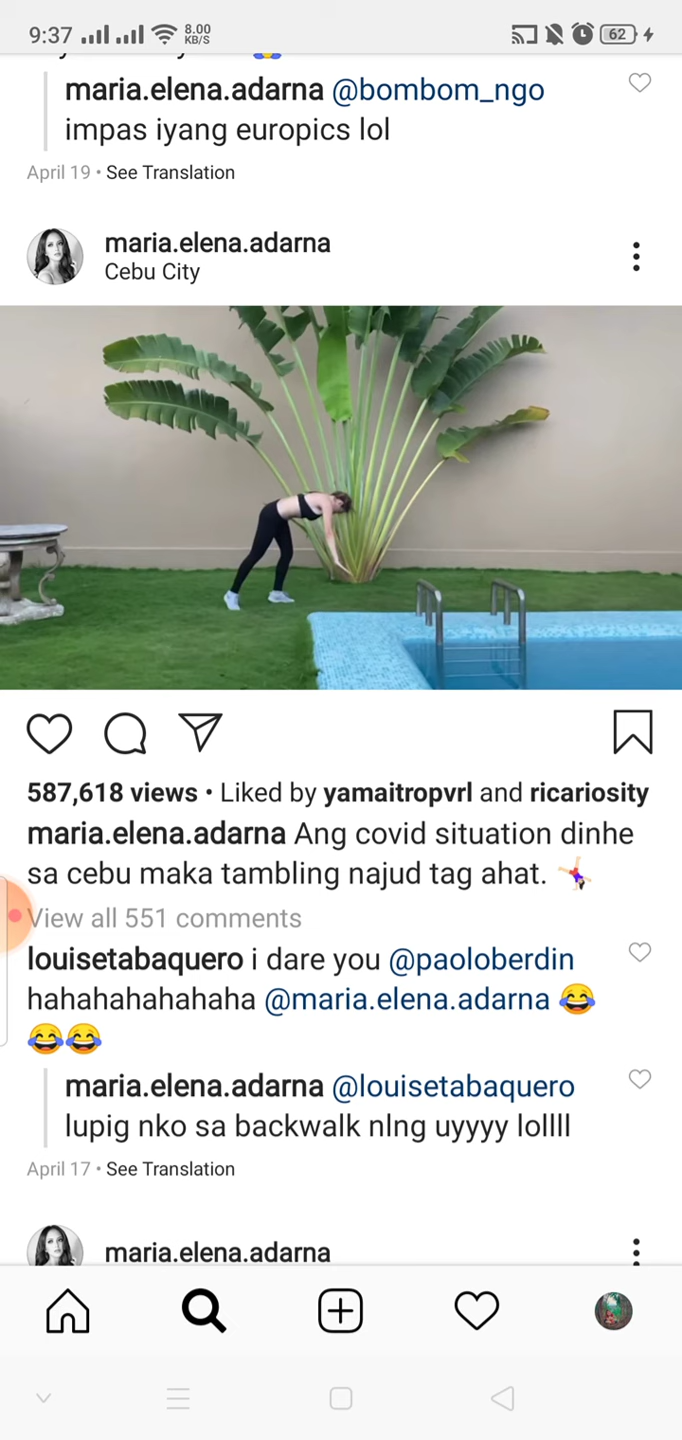 9:37 8.00 KB/S 62
maria.elena.adarna @bombom_ngo
impas iyang europics lol
April 19 • See Translation
maria.elena.adarna
Cebu City
587,618 views • Liked by yamaitropvrl and ricariosity
maria.elena.adarna Ang covid situation dinhe
sa cebu maka tambling najud tag ahat. 🤸‍♀️
View all 551 comments
louisetabaquero i dare you @paoloberdin
hahahahahahaha @maria.elena.adarna 😂
😂😂
maria.elena.adarna @louisetabaquero
lupig nko sa backwalk nlng uyyyy lollll
April 17 • See Translation
maria.elena.adarna